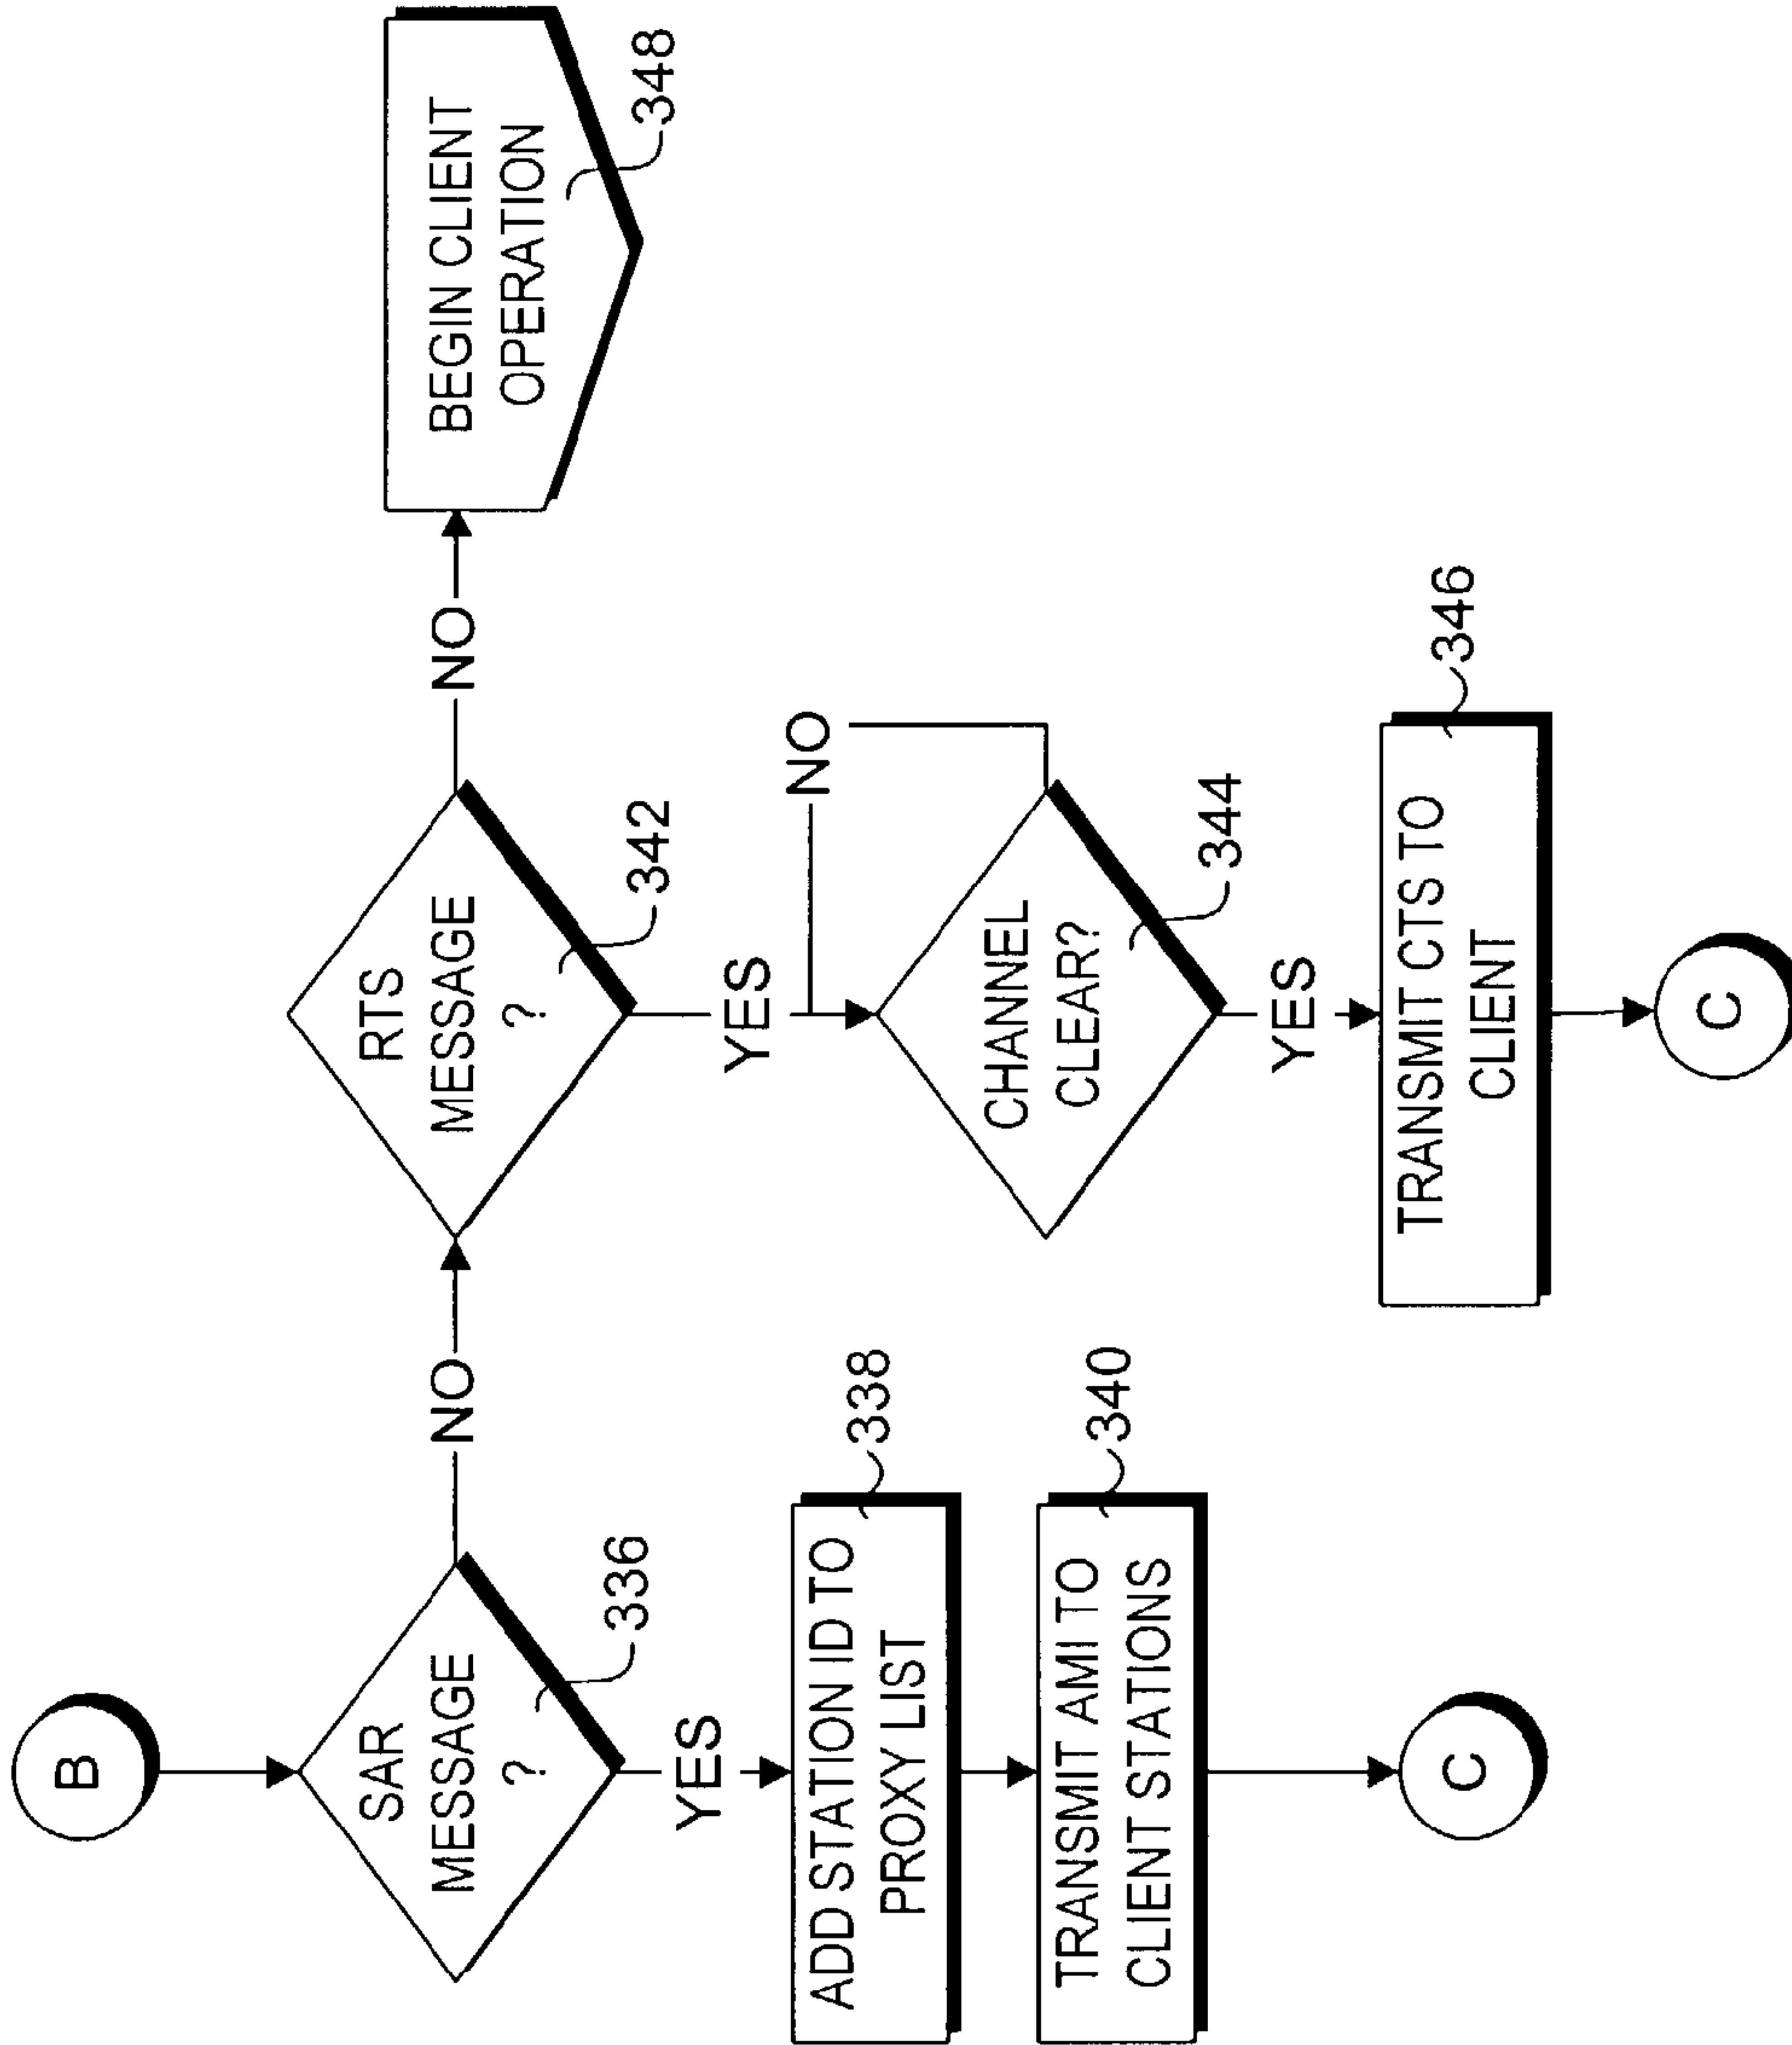 B
SAR
MESSAGE
?
336
NO
YES
ADD STATION ID TO
PROXY LIST
338
TRANSMIT AMI TO
CLIENT STATIONS
340
C
RTS
MESSAGE
?
342
NO
YES
CHANNEL
CLEAR?
344
NO
YES
TRANSMIT CTS TO
CLIENT
346
C
BEGIN CLIENT
OPERATION
348